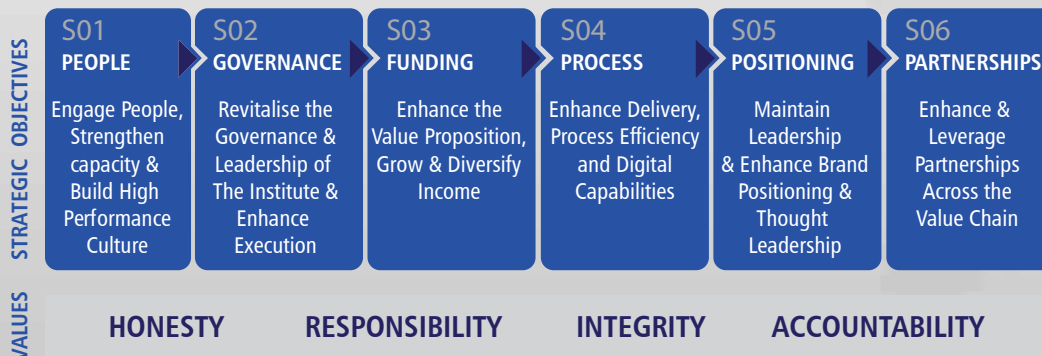 STRATEGIC OBJECTIVES
S01
PEOPLE
Engage People,
Strengthen
capacity &
Build High
Performance
Culture
S02
GOVERNANCE
Revitalise the
Governance &
Leadership of
The Institute &
Enhance
Execution
S03
FUNDING
Enhance the
Value Proposition,
Grow & Diversify
Income
S04
PROCESS
Enhance Delivery,
Process Efficiency
and Digital
Capabilities
S05
POSITIONING
Maintain
Leadership
& Enhance Brand
Positioning &
Thought
Leadership
S06
PARTNERSHIPS
Enhance &
Leverage
Partnerships
Across the
Value Chain
VALUES
HONESTY RESPONSIBILITY INTEGRITY ACCOUNTABILITY